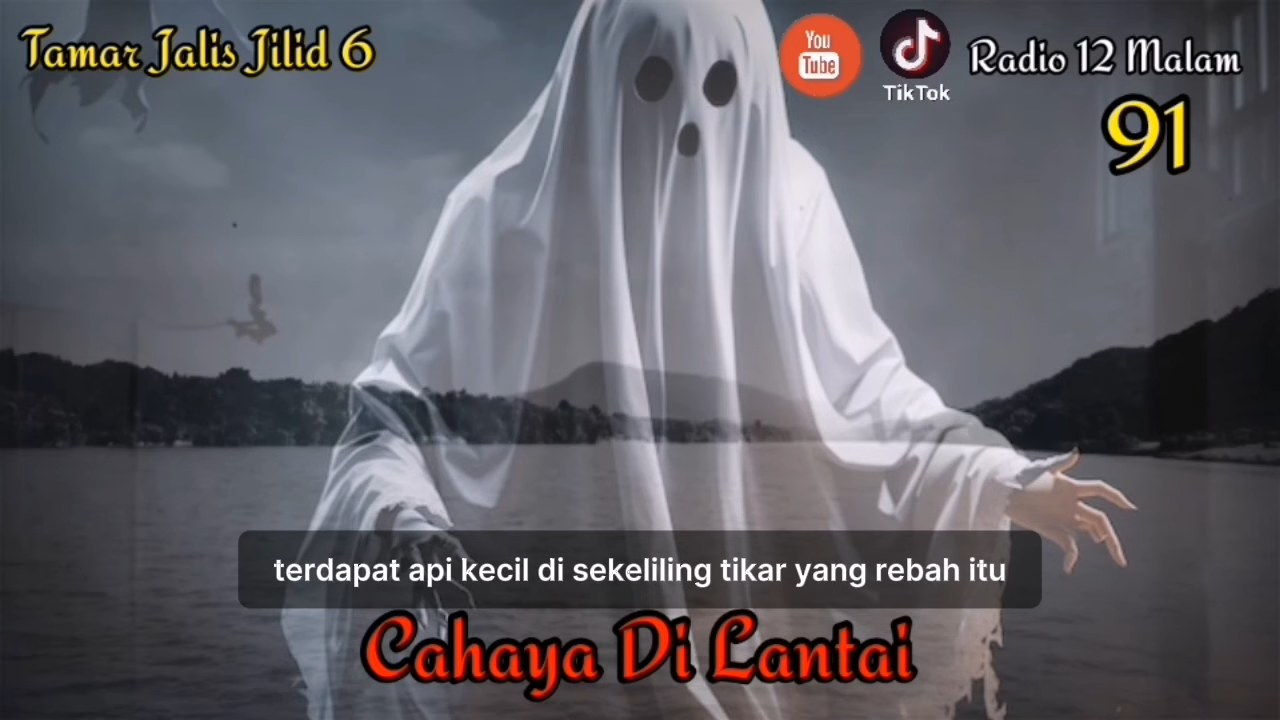 Tamar Jalis Jilid 6
You
Tube
TikTok
Radio 12 Malam
91
terdapat api kecil di sekeliling tikar yang rebah itu
Cahaya Di Lantai